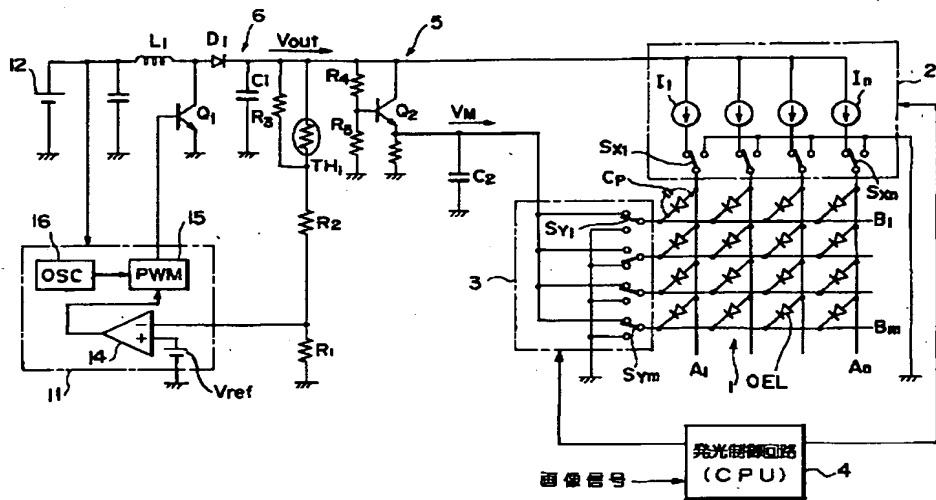 12
L1
D1
6
Vout
5
2
C1
R3
TH1
R4
R5
Q2
VM
C2
Q1
I1
In
SX1
SXn
CP
SY1
B1
3
16
15
OSC
PWM
R2
14
11
Vref
R1
SYm
Bm
A1
1
OEL
An
発光制御回路
(CPU)
画像信号
4